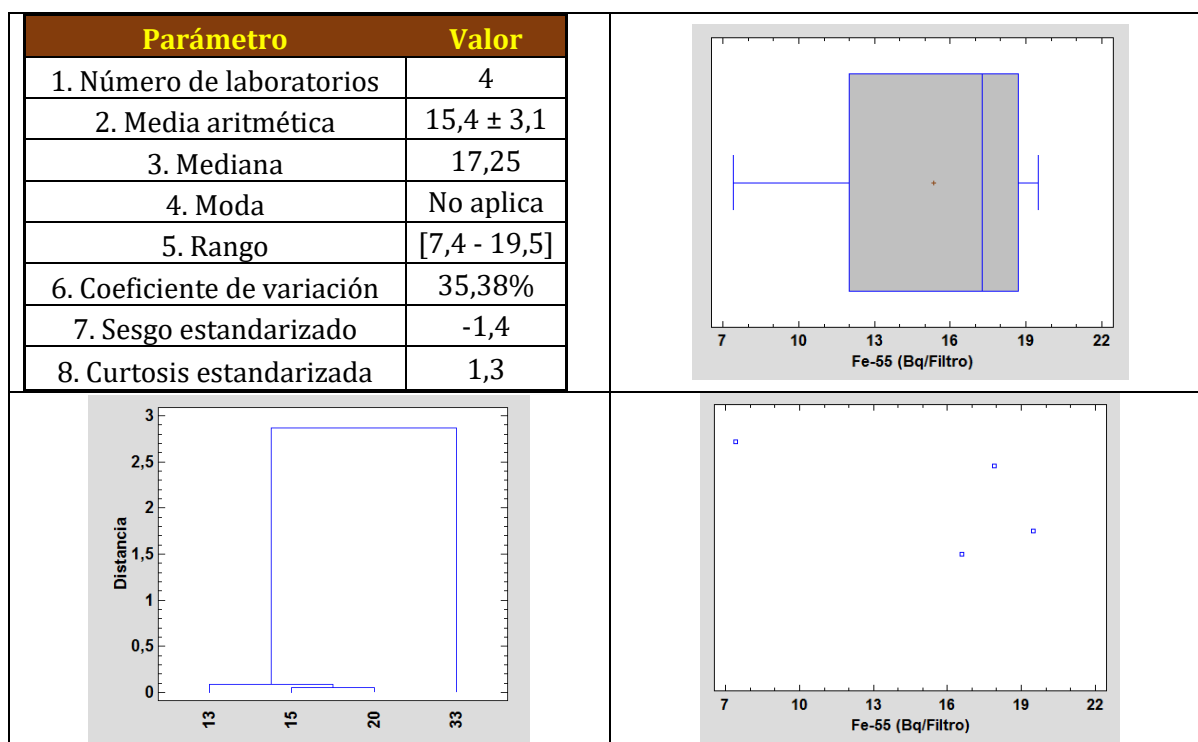 Parámetro Valor
1. Número de laboratorios 4
2. Media aritmética 15,4 ± 3,1
3. Mediana 17,25
4. Moda No aplica
5. Rango [7,4 - 19,5]
6. Coeficiente de variación 35,38%
7. Sesgo estandarizado -1,4
8. Curtosis estandarizada 1,3
7 10 13 16 19 22
Fe-55 (Bq/Filtro)
3
2,5
2
1,5
1
0,5
0
Distancia
13 15 20 33
7 10 13 16 19 22
Fe-55 (Bq/Filtro)